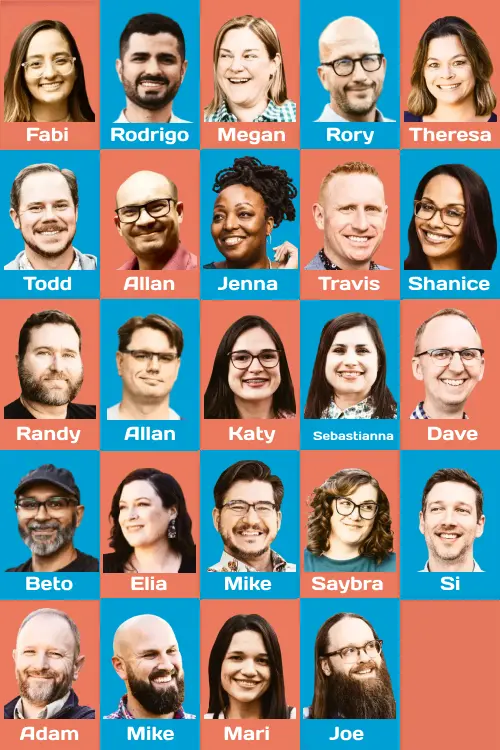 Fabi
Rodrigo
Megan
Rory
Theresa
Todd
Allan
Jenna
Travis
Shanice
Randy
Allan
Katy
Sebastianna
Dave
Beto
Elia
Mike
Saybra
Si
Adam
Mike
Mari
Joe